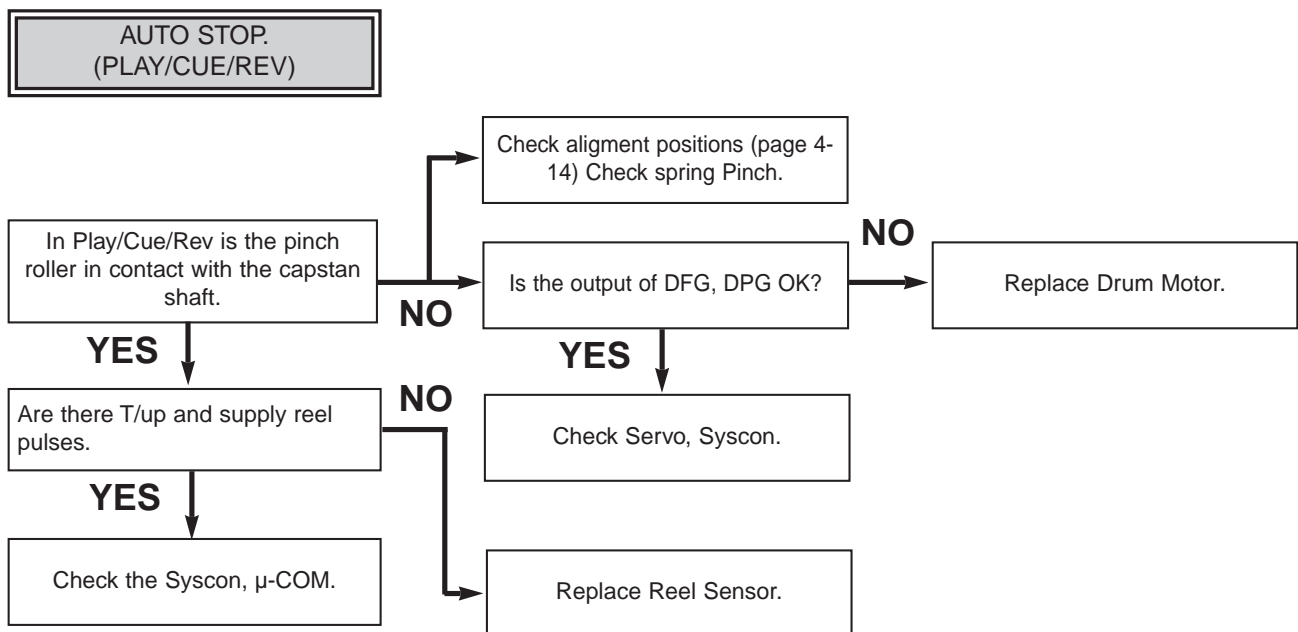 AUTO STOP.
(PLAY/CUE/REV)
Check aligment positions (page 4-
14) Check spring Pinch.
In Play/Cue/Rev is the pinch
roller in contact with the capstan
shaft.
NO
Is the output of DFG, DPG OK?
NO
Replace Drum Motor.
YES
YES
Are there T/up and supply reel
pulses.
NO
Check Servo, Syscon.
YES
Check the Syscon, µ-COM.
Replace Reel Sensor.